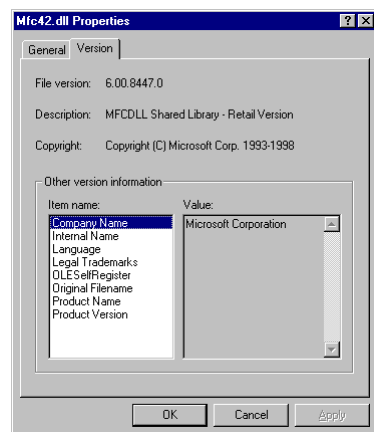 Mfc42.dll Properties
General Version
File version: 6.00.8447.0
Description: MFCDLL Shared Library - Retail Version
Copyright: Copyright (C) Microsoft Corp. 1993-1998
Other version information
Item name: Value:
Company Name Microsoft Corporation
Internal Name
Language
Legal Trademarks
OLESelfRegister
Original Filename
Product Name
Product Version
OK Cancel Apply